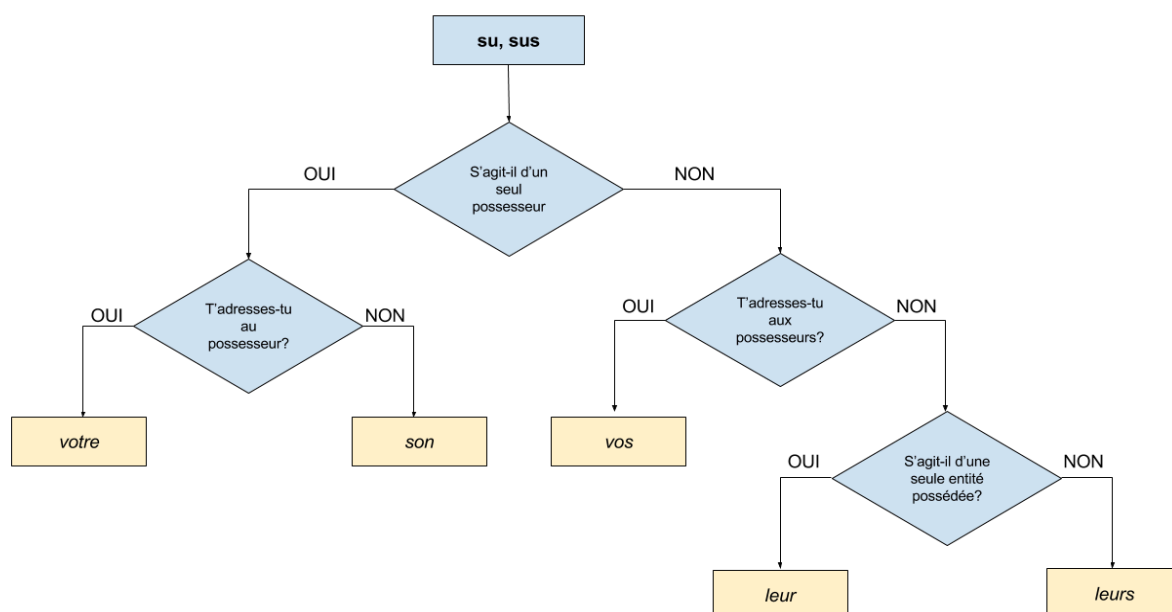 su, sus
S'agit-il d'un
seul
possesseur
OUI
NON
T'adresses-tu
au
possesseur?
OUI
NON
T'adresses-tu
aux
possesseurs?
OUI
NON
votre
son
vos
S'agit-il d'une
seule entité
possédée?
OUI
NON
leur
leurs